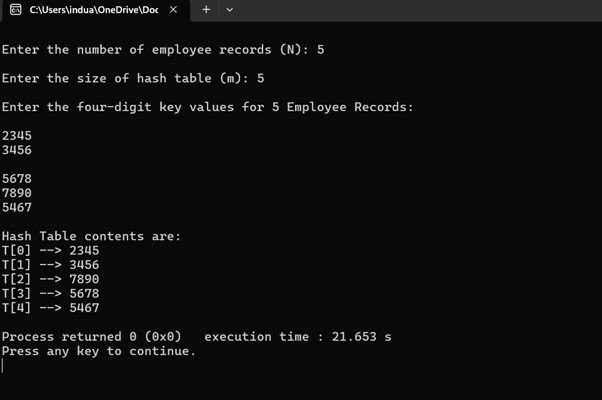 C:\Users\indua\OneDrive\Doc
Enter the number of employee records (N): 5
Enter the size of hash table (m): 5
Enter the four-digit key values for 5 Employee Records:
2345
3456
5678
7890
5467
Hash Table contents are:
T[0] --> 2345
T[1] --> 3456
T[2] --> 7890
T[3] --> 5678
T[4] --> 5467
Process returned 0 (0x0)   execution time : 21.653 s
Press any key to continue.